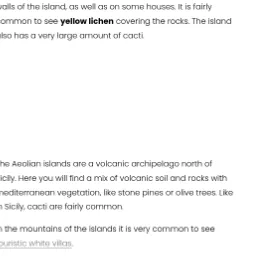 walls of the island, as well as on some houses. It is fairly
common to see yellow lichen covering the rocks. The island
also has a very large amount of cacti.
The Aeolian islands are a volcanic archipelago north of
Sicily. Here you will find a mix of volcanic soil and rocks with
mediterranean vegetation, like stone pines or olive trees. Like
in Sicily, cacti are fairly common.
In the mountains of the islands it is very common to see
touristic white villas.